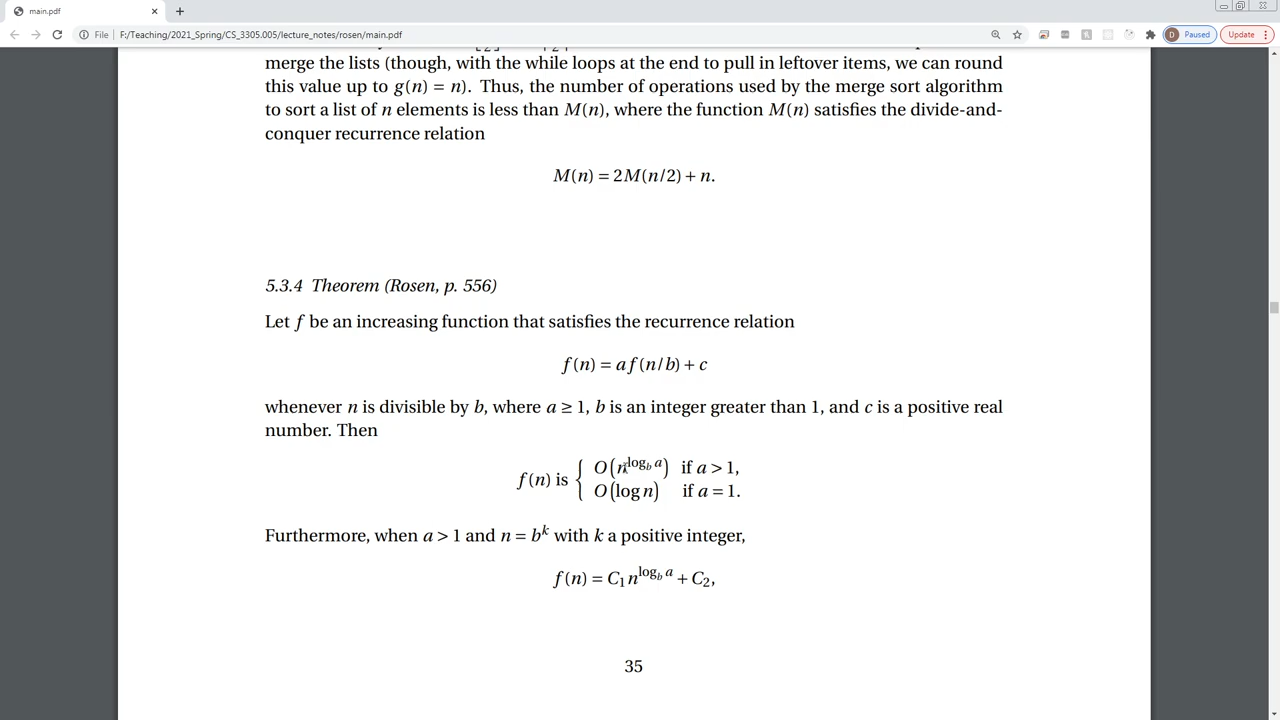 main.pdf
File F:/Teaching/2021_Spring/CS_3305.005/lecture_notes/rosen/main.pdf
D Paused
Update
merge the lists (though, with the while loops at the end to pull in leftover items, we can round
this value up to g(n) = n). Thus, the number of operations used by the merge sort algorithm
to sort a list of n elements is less than M(n), where the function M(n) satisfies the divide-and-
conquer recurrence relation
M(n) = 2M(n/2) + n.
5.3.4 Theorem (Rosen, p. 556)
Let f be an increasing function that satisfies the recurrence relation
f(n) = af(n/b) + c
whenever n is divisible by b, where a ≥ 1, b is an integer greater than 1, and c is a positive real
number. Then
f(n) is { O(n^{log_b a}) if a > 1,
O(log n) if a = 1.
Furthermore, when a > 1 and n = b^k with k a positive integer,
f(n) = C₁n^{log_b a} + C₂,
35